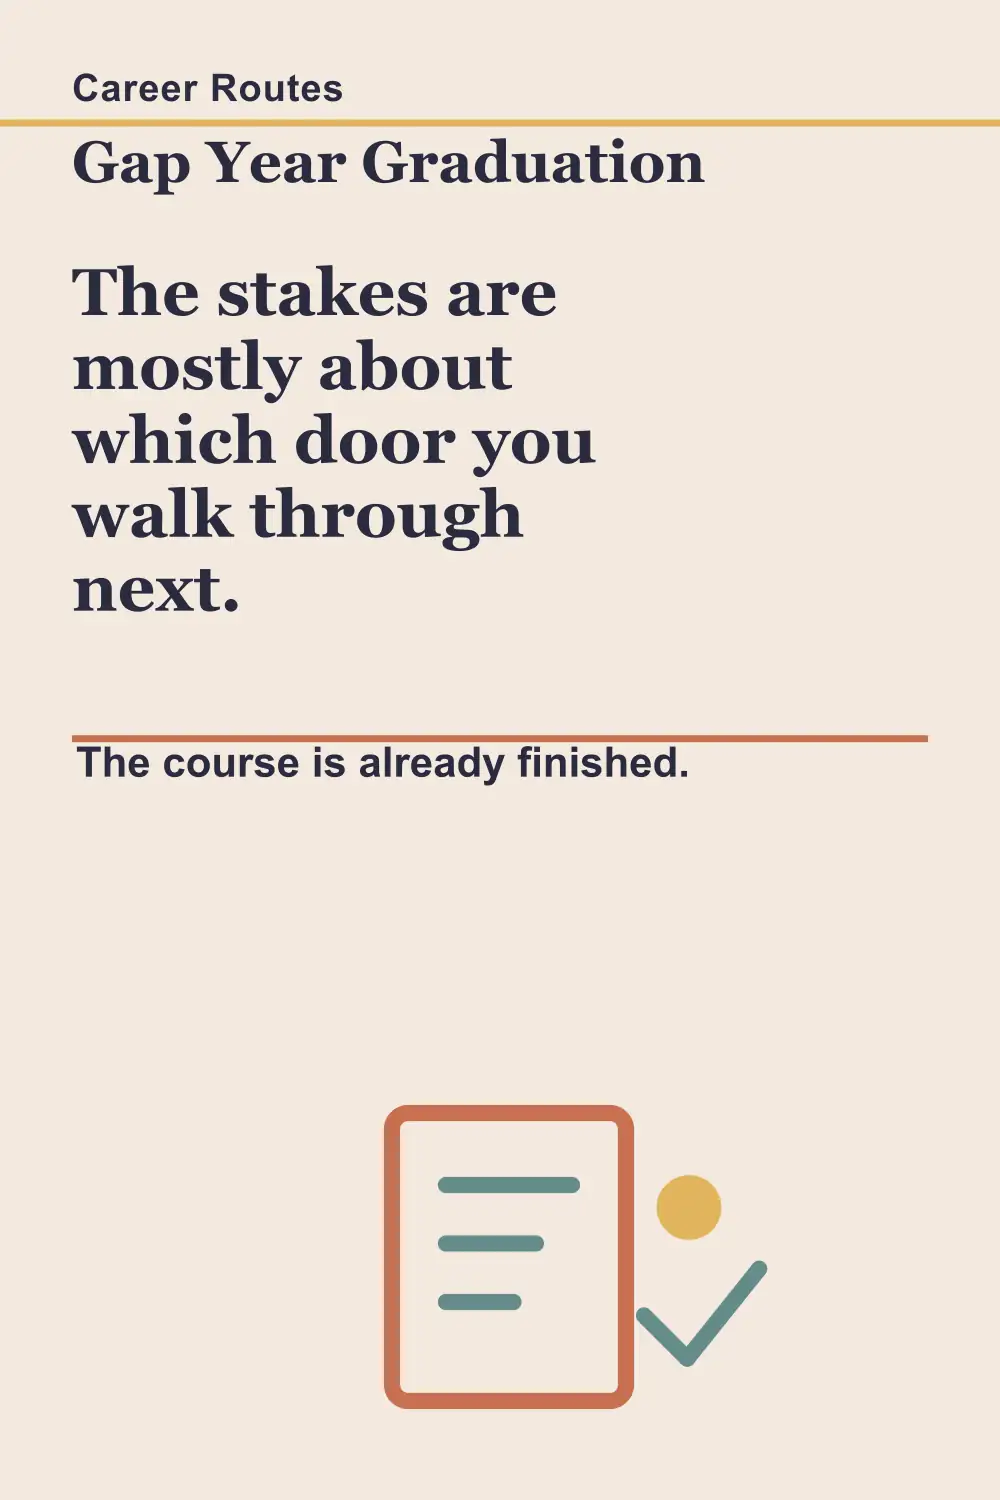 Career Routes
Gap Year Graduation
The stakes are
mostly about
which door you
walk through
next.
The course is already finished.